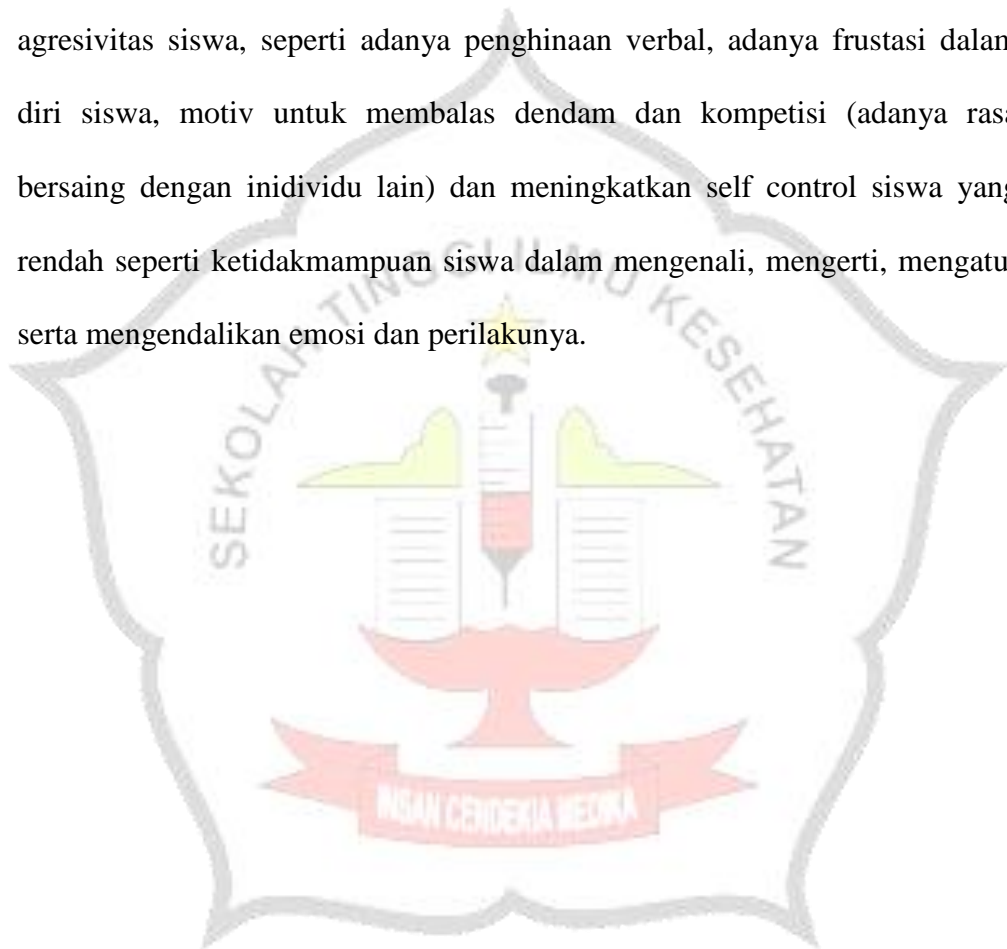 agresivitas siswa, seperti adanya penghinaan verbal, adanya frustasi dalam
diri siswa, motiv untuk membalas dendam dan kompetisi (adanya rasa
bersaing dengan inidividu lain) dan meningkatkan self control siswa yang
rendah seperti ketidakmampuan siswa dalam mengenali, mengerti, mengatur
serta mengendalikan emosi dan perilakunya.
SEKOLAH TINGGI ILMU KESEHATAN
INSAN CENDEKIA MEDIKA